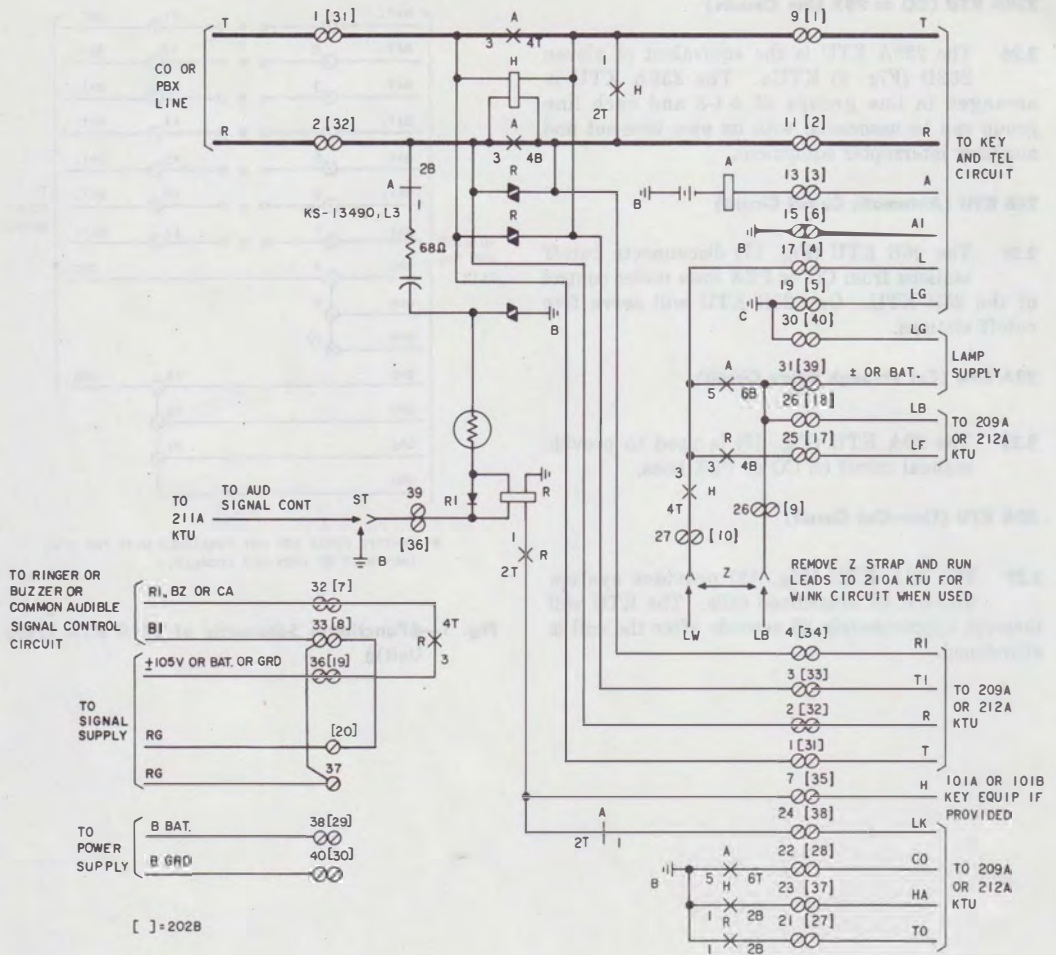 T
1 [31]
A
3 4T
9 [1]
T
CO OR
PBX
LINE
H
1
H
2T
R
2 [32]
A
3 4B
11 [2]
R
TO KEY
AND TEL
CIRCUIT
2B
A
1
R
A
B
13 [3]
A
KS-13490, L3
R
B
15 [6]
A1
68Ω
17 [4]
L
19 [5]
LG
B
C
30 [40]
LG
A
5 6B
31 [39]
± OR BAT.
LAMP
SUPPLY
26 [18]
LB
R
3 4B
25 [17]
LF
TO 209A
OR 212A
KTU
TO
211A
KTU
TO AUD
SIGNAL CONT
ST
39
[36]
B
R1
R
3
H
4T
26 [9]
27 [10]
1
R
2T
Z
REMOVE Z STRAP AND RUN
LEADS TO 210A KTU FOR
WINK CIRCUIT WHEN USED
LW LB
TO RINGER OR
BUZZER OR
COMMON AUDIBLE
SIGNAL CONTROL
CIRCUIT
R1, BZ OR CA
32 [7]
B1
33 [8]
±105V OR BAT. OR GRD
36 [19]
4T
R
3
TO
SIGNAL
SUPPLY
RG
[20]
RG
37
4 [34]
R1
3 [33]
T1
2 [32]
R
1 [31]
T
TO 209A
OR 212A
KTU
7 [35]
H
101A OR 101B
KEY EQUIP IF
PROVIDED
A
2T 1
24 [38]
LK
A
5 6T
22 [28]
CO
B
H
1 2B
23 [37]
HA
R
1 2B
21 [27]
TO
TO 209A
OR 212A
KTU
TO
POWER
SUPPLY
B BAT.
38 [29]
B GRD
40 [30]
[ ] = 202B